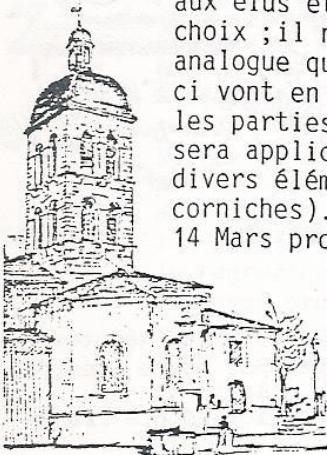 aux élus et
choix ;il n
analogue qu
ci vont en
les parties
sera applic
divers élém
corniches).
14 Mars pro